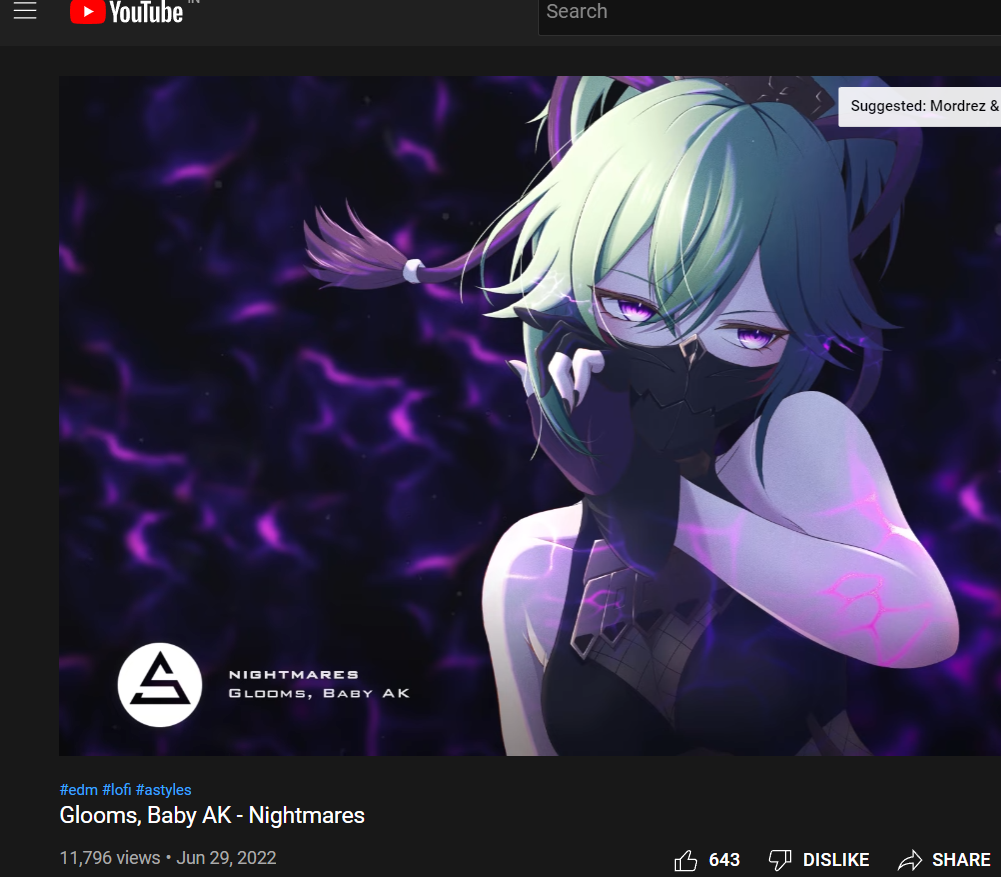 YouTube IN
Search
Suggested: Mordrez &
NIGHTMARES
GLOOMS, BABY AK
#edm #lofi #astyles
Glooms, Baby AK - Nightmares
11,796 views • Jun 29, 2022
643 DISLIKE SHARE